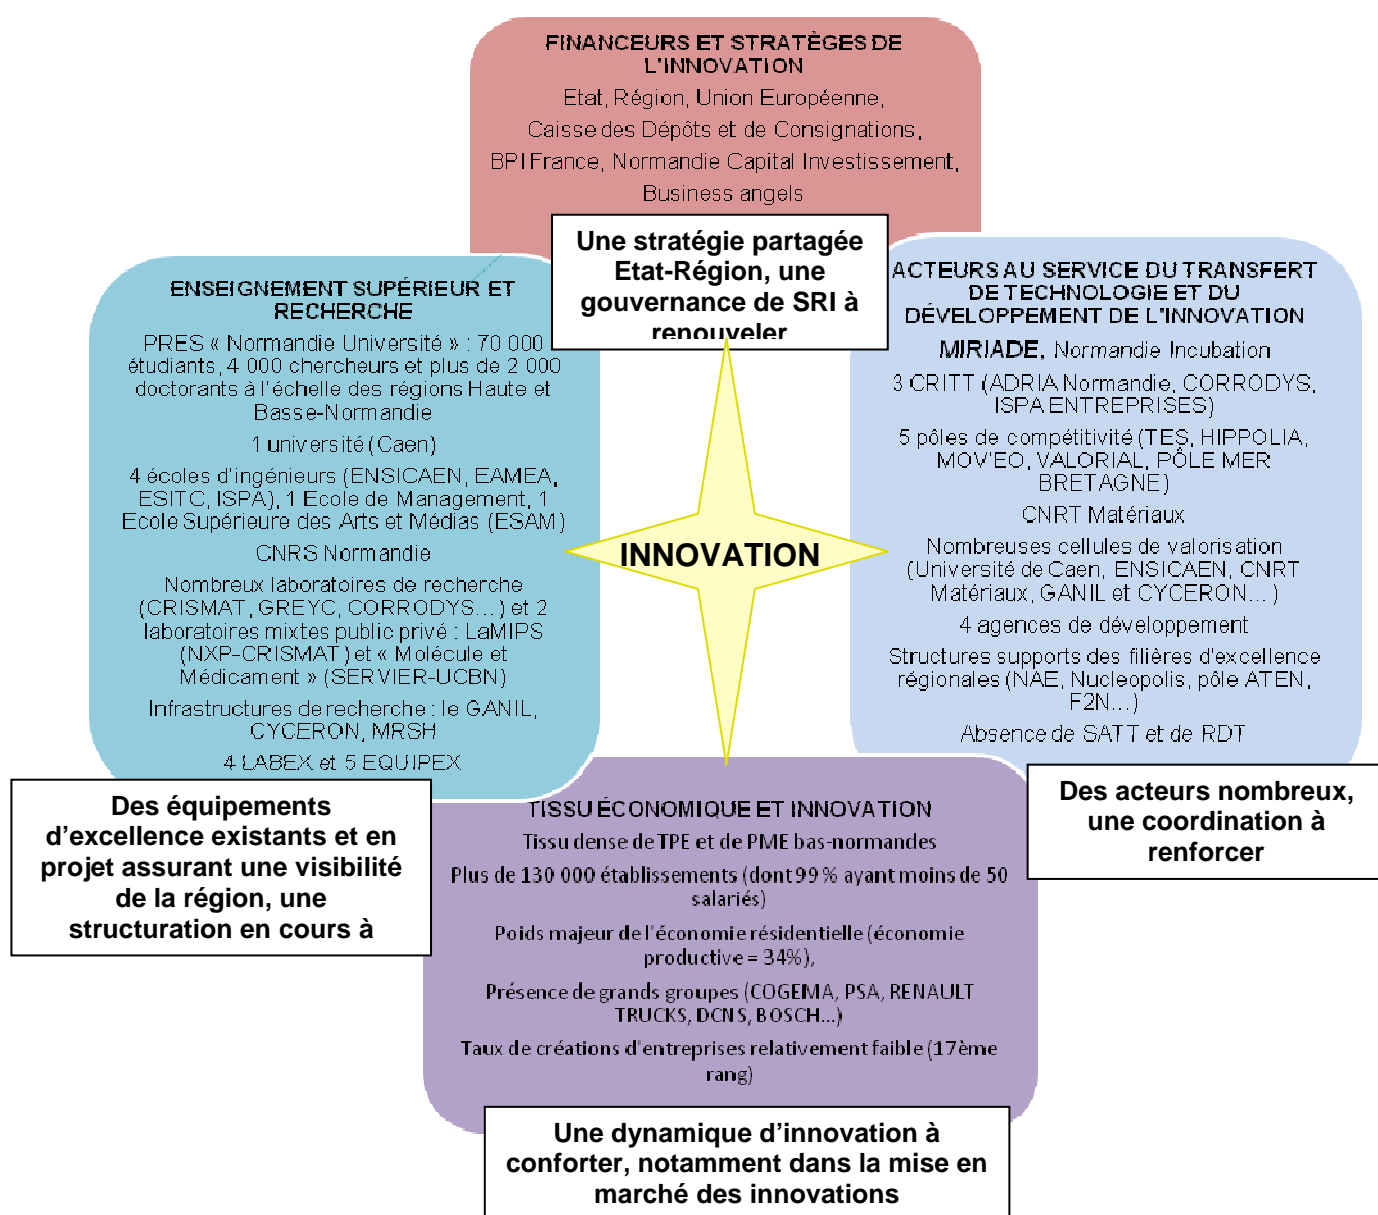 FINANCEURS ET STRATÈGES DE
L'INNOVATION
Etat, Région, Union Européenne,
Caisse des Dépôts et de Consignations,
BPI France, Normandie Capital Investissement,
Business angels
Une stratégie partagée
Etat-Région, une
gouvernance de SRI à
renouveler
ENSEIGNEMENT SUPÉRIEUR ET
RECHERCHE
PRES « Normandie Université » : 70 000
étudiants, 4 000 chercheurs et plus de 2 000
doctorants à l'échelle des régions Haute et
Basse-Normandie
1 université (Caen)
4 écoles d'ingénieurs (ENSICAEN, EAMEA,
ESITC, ISPA), 1 Ecole de Management, 1
Ecole Supérieure des Arts et Médias (ESAM)
CNRS Normandie
Nombreux laboratoires de recherche
(CRISMAT, GREYC, CORRODYS...) et 2
laboratoires mixtes public privé : LaMIPS
(NXP-CRISMAT) et « Molécule et
Médicament » (SERVIER-UCBN)
Infrastructures de recherche : le GANIL,
CYCERON, MRSH
4 LABEX et 5 EQUIPEX
Des équipements
d'excellence existants et en
projet assurant une visibilité
de la région, une
structuration en cours à
INNOVATION
ACTEURS AU SERVICE DU TRANSFERT
DE TECHNOLOGIE ET DU
DÉVELOPPEMENT DE L'INNOVATION
MIRIADE, Normandie Incubation
3 CRITT (ADRIA Normandie, CORRODYS,
ISPA ENTREPRISES)
5 pôles de compétitivité (TES, HIPPOLIA,
MOV'EO, VALORIAL, PÔLE MER
BRETAGNE)
CNRT Matériaux
Nombreuses cellules de valorisation
(Université de Caen, ENSICAEN, CNRT
Matériaux, GANIL et CYCERON...)
4 agences de développement
Structures supports des filières d'excellence
régionales (NAE, Nucleopolis, pôle ATEN,
F2N...)
Absence de SATT et de RDT
Des acteurs nombreux,
une coordination à
renforcer
TISSU ÉCONOMIQUE ET INNOVATION
Tissu dense de TPE et de PME bas-normandes
Plus de 130 000 établissements (dont 99 % ayant moins de 50
salariés)
Poids majeur de l'économie résidentielle (économie
productive = 34%),
Présence de grands groupes (COGEMA, PSA, RENAULT
TRUCKS, DCNS, BOSCH...)
Taux de créations d'entreprises relativement faible (17ème
rang)
Une dynamique d'innovation à
conforter, notamment dans la mise en
marché des innovations